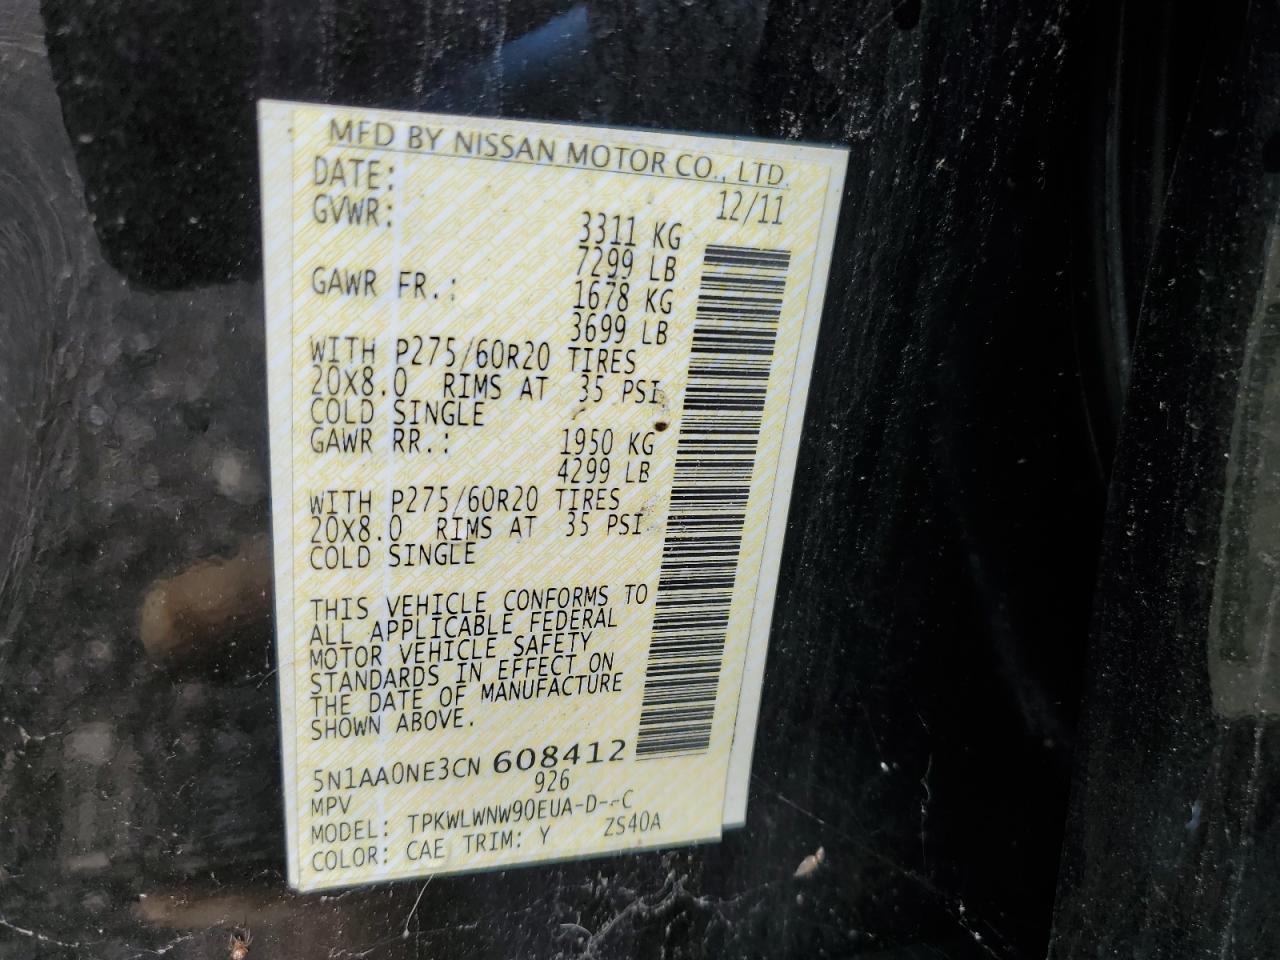 MFD BY NISSAN MOTOR CO., LTD.
DATE: 12/11
GVWR: 3311 KG
7299 LB
GAWR FR.: 1678 KG
3699 LB
WITH P275/60R20 TIRES
20X8.0 RIMS AT 35 PSI
COLD SINGLE
GAWR RR.: 1950 KG
4299 LB
WITH P275/60R20 TIRES
20X8.0 RIMS AT 35 PSI
COLD SINGLE
THIS VEHICLE CONFORMS TO
ALL APPLICABLE FEDERAL
MOTOR VEHICLE SAFETY
STANDARDS IN EFFECT ON
THE DATE OF MANUFACTURE
SHOWN ABOVE.
5N1AA0NE3CN 608412
MPV 926
MODEL: TPKWLWNW90EUA-D--C
COLOR: CAE TRIM: Y ZS40A